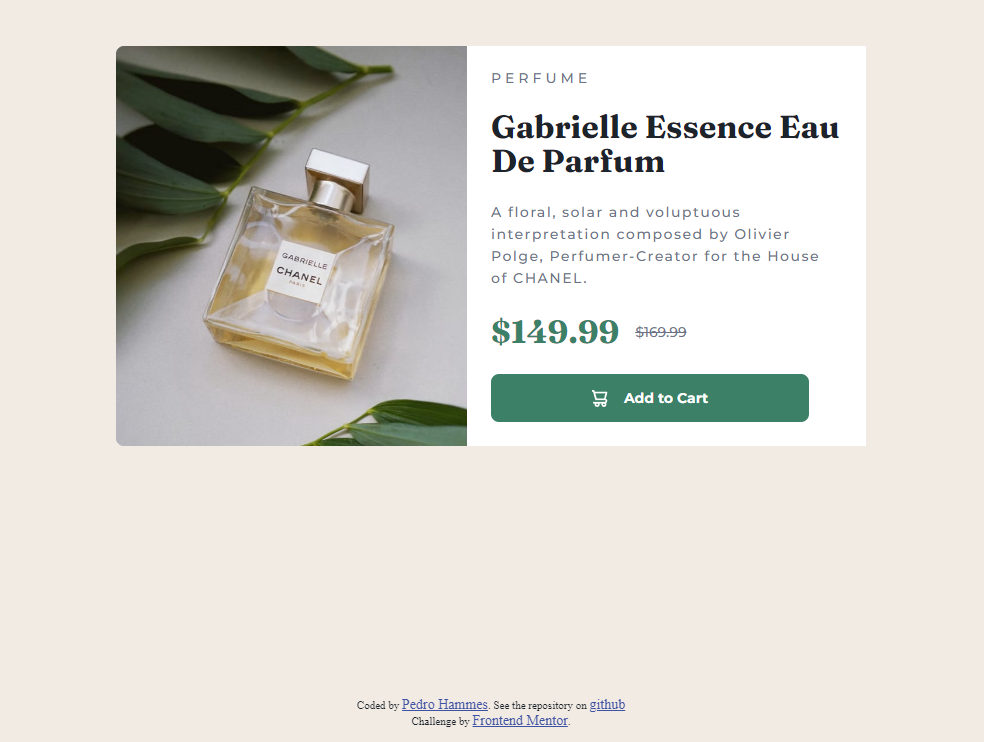 GABRIELLE
CHANEL
PARIS
PERFUME
Gabrielle Essence Eau
De Parfum
A floral, solar and voluptuous
interpretation composed by Olivier
Polge, Perfumer-Creator for the House
of CHANEL.
$149.99 $169.99
Add to Cart
Coded by Pedro Hammes. See the repository on github
Challenge by Frontend Mentor.